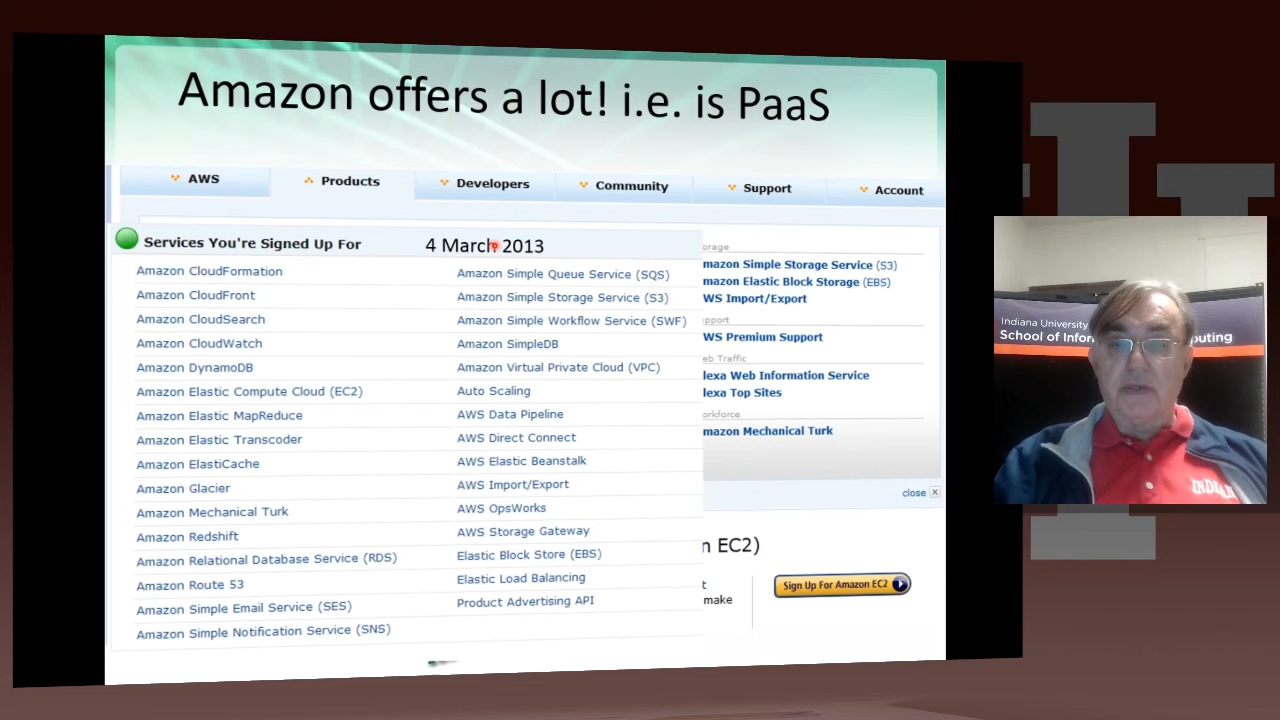 Amazon offers a lot! i.e. is PaaS
AWS
Products
Developers
Community
Support
Account
Services You're Signed Up For
4 March 2013
Amazon CloudFormation
Amazon CloudFront
Amazon CloudSearch
Amazon CloudWatch
Amazon DynamoDB
Amazon Elastic Compute Cloud (EC2)
Amazon Elastic MapReduce
Amazon Elastic Transcoder
Amazon ElastiCache
Amazon Glacier
Amazon Mechanical Turk
Amazon Redshift
Amazon Relational Database Service (RDS)
Amazon Route 53
Amazon Simple Email Service (SES)
Amazon Simple Notification Service (SNS)
Amazon Simple Queue Service (SQS)
Amazon Simple Storage Service (S3)
Amazon Simple Workflow Service (SWF)
Amazon SimpleDB
Amazon Virtual Private Cloud (VPC)
Auto Scaling
AWS Data Pipeline
AWS Direct Connect
AWS Elastic Beanstalk
AWS Import/Export
AWS OpsWorks
AWS Storage Gateway
Elastic Block Store (EBS)
Elastic Load Balancing
Product Advertising API
orage
mazon Simple Storage Service (S3)
mazon Elastic Block Storage (EBS)
WS Import/Export
pport
WS Premium Support
eb Traffic
lexa Web Information Service
lexa Top Sites
orkforce
mazon Mechanical Turk
close
n EC2)
t
make
Sign Up For Amazon EC2
Indiana University
School of Infor puting
INDIAN